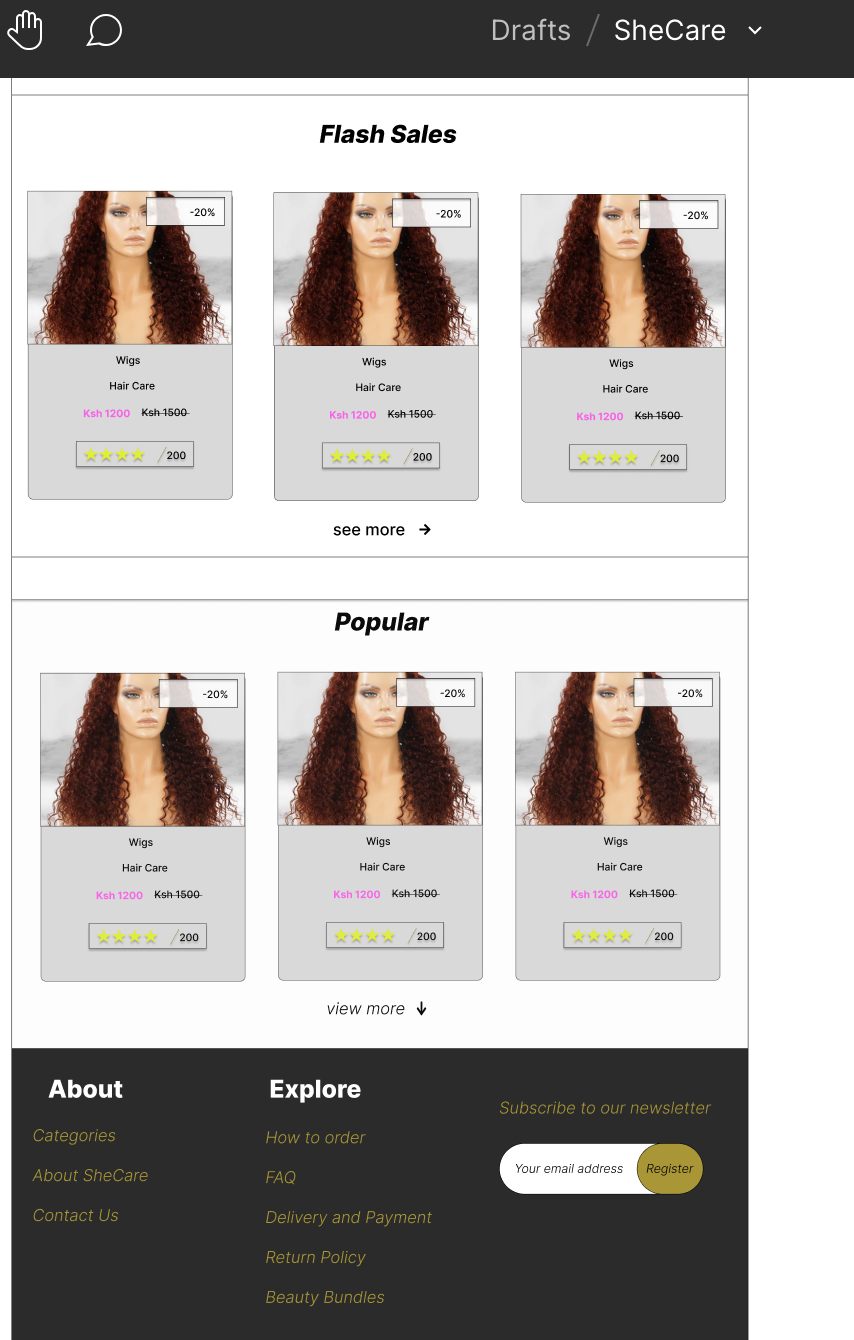 Drafts / SheCare
Flash Sales
-20% -20% -20%
Wigs Wigs Wigs
Hair Care Hair Care Hair Care
Ksh 1200 Ksh 1500 Ksh 1200 Ksh 1500 Ksh 1200 Ksh 1500
/200 /200 /200
see more →
Popular
-20% -20% -20%
Wigs Wigs Wigs
Hair Care Hair Care Hair Care
Ksh 1200 Ksh 1500 Ksh 1200 Ksh 1500 Ksh 1200 Ksh 1500
/200 /200 /200
view more ↓
About
Categories
About SheCare
Contact Us
Explore
How to order
FAQ
Delivery and Payment
Return Policy
Beauty Bundles
Subscribe to our newsletter
Your email address Register